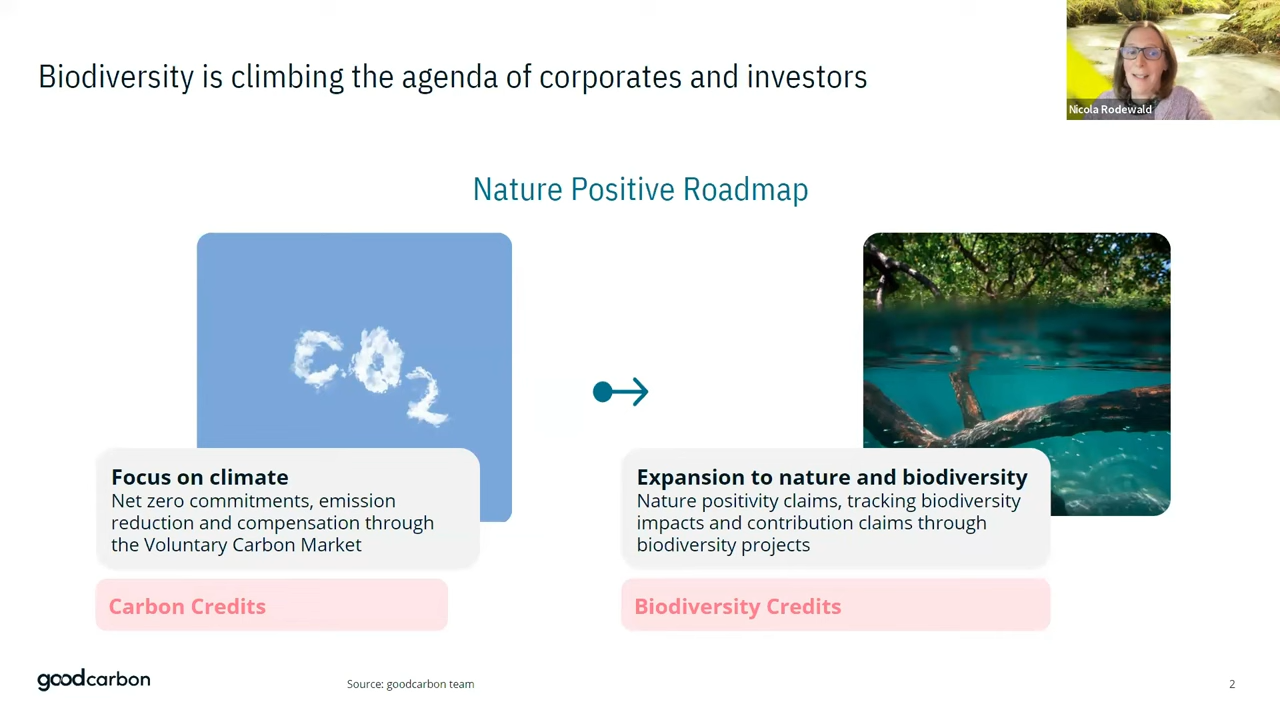 Biodiversity is climbing the agenda of corporates and investors
Nicola Rodewald
Nature Positive Roadmap
CO2
Focus on climate
Net zero commitments, emission
reduction and compensation through
the Voluntary Carbon Market
Carbon Credits
Expansion to nature and biodiversity
Nature positivity claims, tracking biodiversity
impacts and contribution claims through
biodiversity projects
Biodiversity Credits
goodcarbon
Source: goodcarbon team
2